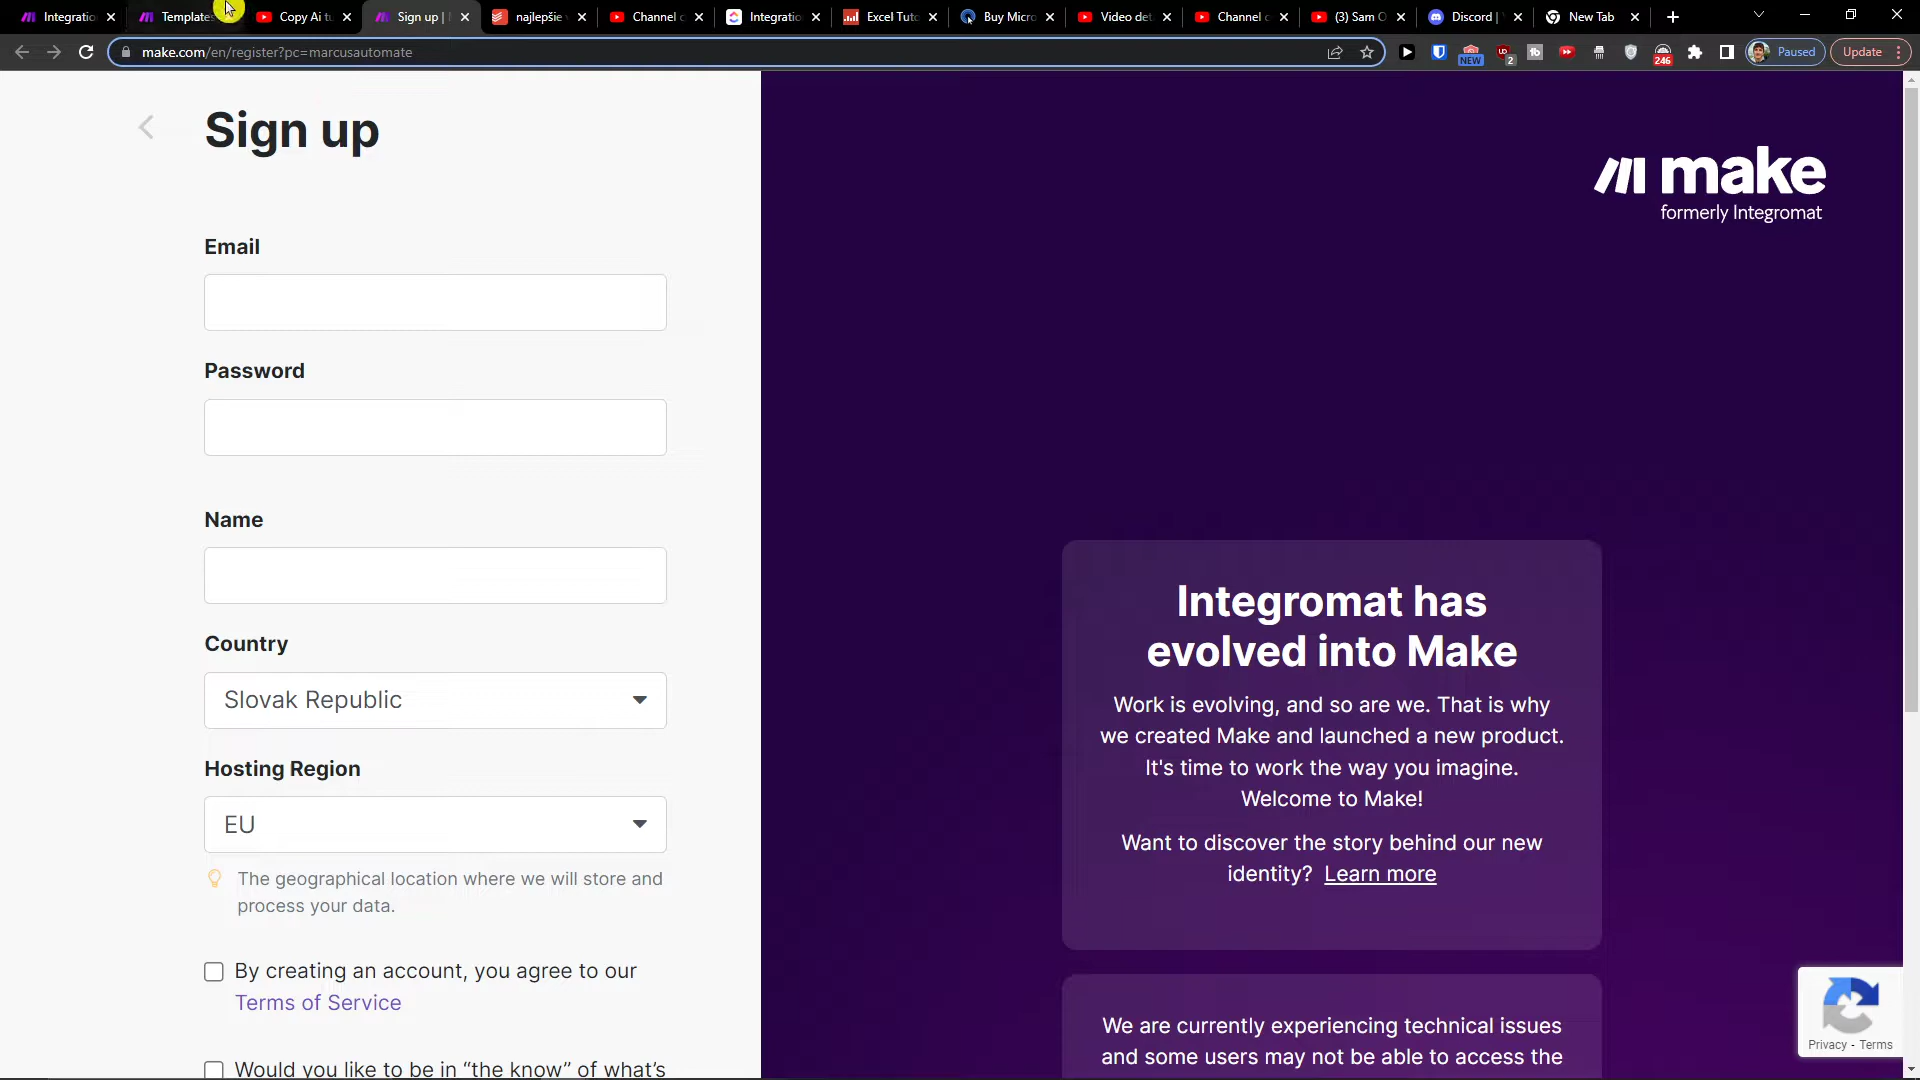 Integratio
Templates
Copy Ai tu
Sign up |
najlepšie
Channel c
Integratio
Excel Tuto
Buy Micro
Video det
Channel c
(3) Sam O
Discord |
New Tab
make.com/en/register?pc=marcusautomate
NEW
2
246
Paused
Update
Sign up
Email
Password
Name
Country
Slovak Republic
Hosting Region
EU
The geographical location where we will store and
process your data.
By creating an account, you agree to our
Terms of Service
Would you like to be in “the know” of what’s
make
formerly Integromat
Integromat has
evolved into Make
Work is evolving, and so are we. That is why
we created Make and launched a new product.
It's time to work the way you imagine.
Welcome to Make!
Want to discover the story behind our new
identity? Learn more
We are currently experiencing technical issues
and some users may not be able to access the
Privacy - Terms